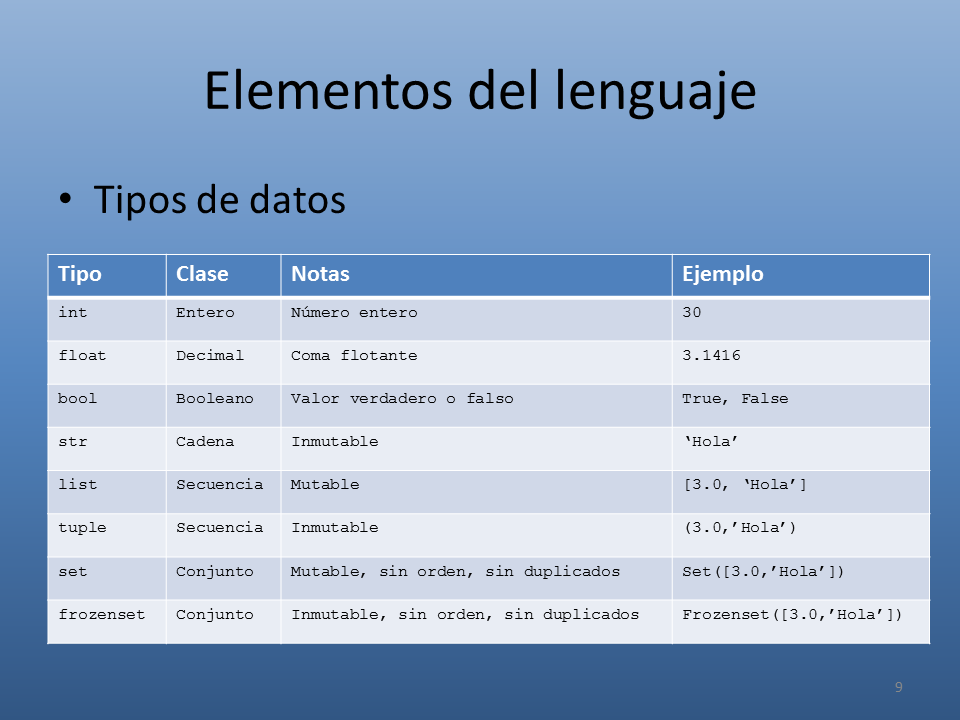 Elementos del lenguaje
• Tipos de datos
Tipo Clase Notas Ejemplo
int Entero Número entero 30
float Decimal Coma flotante 3.1416
bool Booleano Valor verdadero o falso True, False
str Cadena Inmutable ‘Hola’
list Secuencia Mutable [3.0, ‘Hola’]
tuple Secuencia Inmutable (3.0,’Hola’)
set Conjunto Mutable, sin orden, sin duplicados Set([3.0,’Hola’])
frozenset Conjunto Inmutable, sin orden, sin duplicados Frozenset([3.0,’Hola’])
9